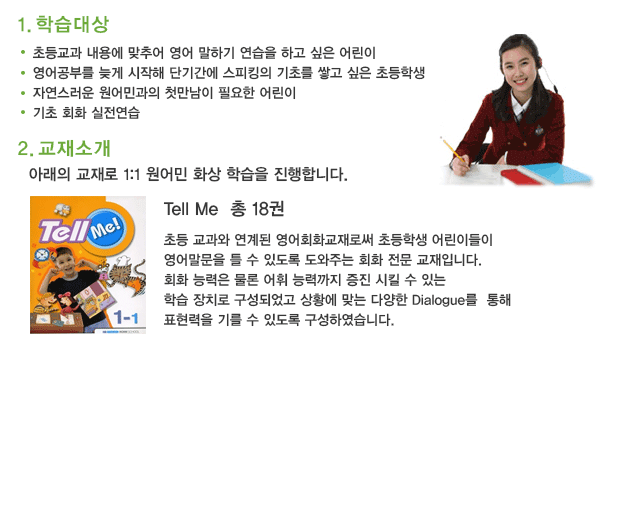 1. 학습대상
• 초등교과 내용에 맞추어 영어 말하기 연습을 하고 싶은 어린이
• 영어공부를 늦게 시작해 단기간에 스피킹의 기초를 쌓고 싶은 초등학생
• 자연스러운 원어민과의 첫만남이 필요한 어린이
• 기초 회화 실전연습
2. 교재소개
아래의 교재로 1:1 원어민 화상 학습을 진행합니다.
Tell Me!
1-1
Tell Me 총 18권
초등 교과와 연계된 영어회화교재로써 초등학생 어린이들이
영어말문을 틀 수 있도록 도와주는 회화 전문 교재입니다.
회화 능력은 물론 어휘 능력까지 증진 시킬 수 있는
학습 장치로 구성되었고 상황에 맞는 다양한 Dialogue를 통해
표현력을 기를 수 있도록 구성하였습니다.